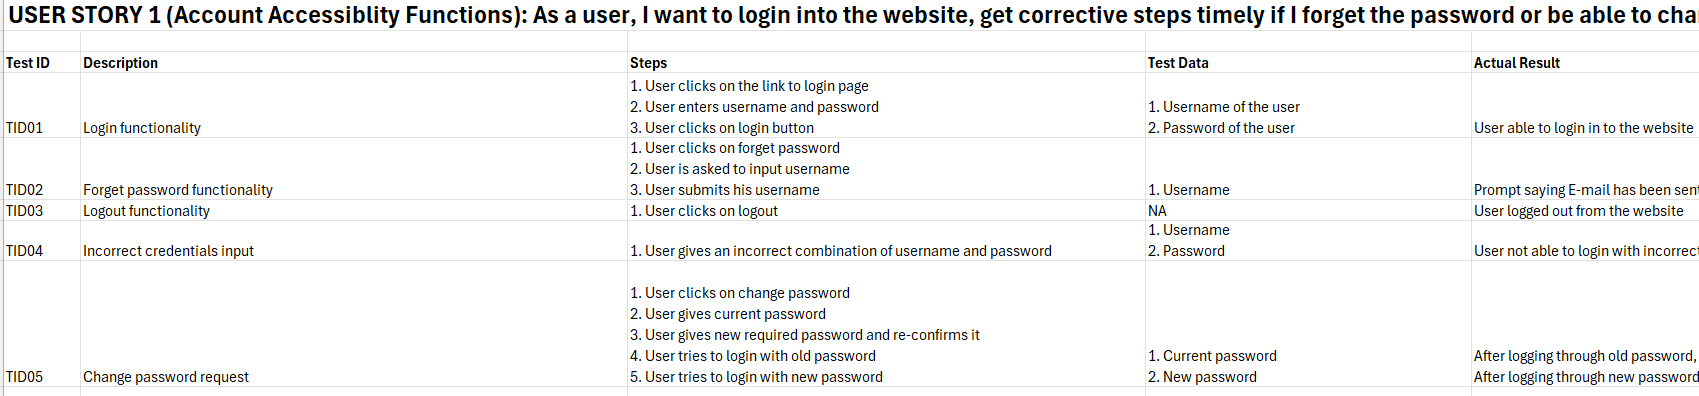 USER STORY 1 (Account Accessiblity Functions): As a user, I want to login into the website, get corrective steps timely if I forget the password or be able to
Test ID Description Steps Test Data Actual Result
1. User clicks on the link to login page
2. User enters username and password 1. Username of the user
TID01 Login functionality 3. User clicks on login button 2. Password of the user User able to login in to the website
1. User clicks on forget password
2. User is asked to input username
TID02 Forget password functionality 3. User submits his username 1. Username Prompt saying E-mail has been sent
TID03 Logout functionality 1. User clicks on logout NA User logged out from the website
1. Username
TID04 Incorrect credentials input 1. User gives an incorrect combination of username and password 2. Password User not able to login with incorrect
1. User clicks on change password
2. User gives current password
3. User gives new required password and re-confirms it
4. User tries to login with old password 1. Current password After logging through old password,
TID05 Change password request 5. User tries to login with new password 2. New password After logging through new password